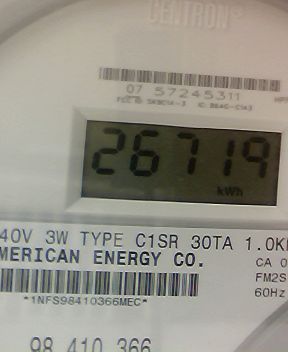 CENTRON®
07 57245311
26719
kWh
40V 3W TYPE C1SR 30TA 1.0K
MERICAN ENERGY CO.
CA 0
FM2S
60Hz
*1NFS98410366MEC*
98 410 366